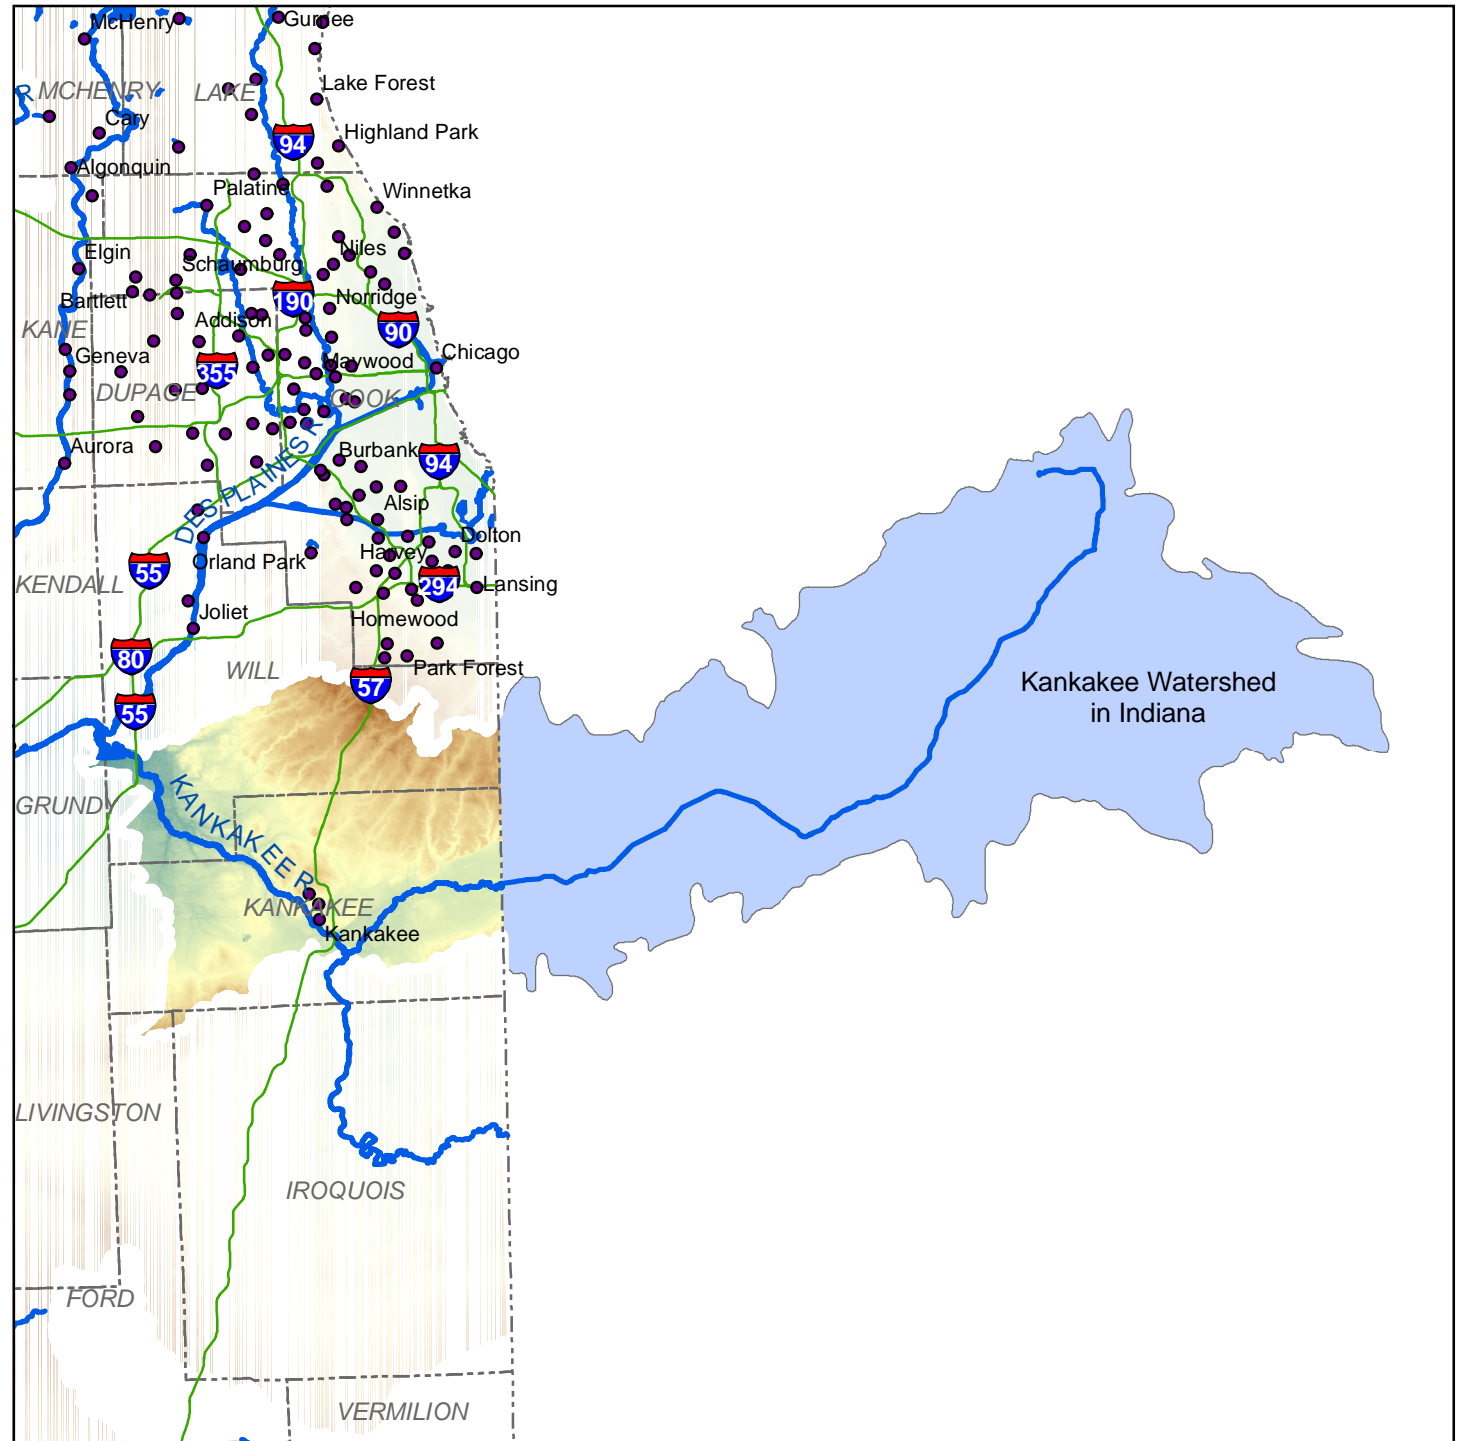 McHenry
Gurnee
R
MCHENRY
LAKE
Lake Forest
Cary
Highland Park
94
Algonquin
Palatine
Winnetka
Elgin
Schaumburg
Niles
Bartlett
190
Norridge
KANE
Addison
90
Geneva
355
Maywood
Chicago
DUPAGE
COOK
Aurora
DES PLAINES R
Burbank
94
Alsip
Orland Park
Harvey
Dolton
KENDALL
55
294
Lansing
Joliet
Homewood
80
WILL
Park Forest
57
55
Kankakee Watershed
in Indiana
GRUNDY
KANKAKEE R
KANKAKEE
Kankakee
LIVINGSTON
IROQUOIS
FORD
VERMILION